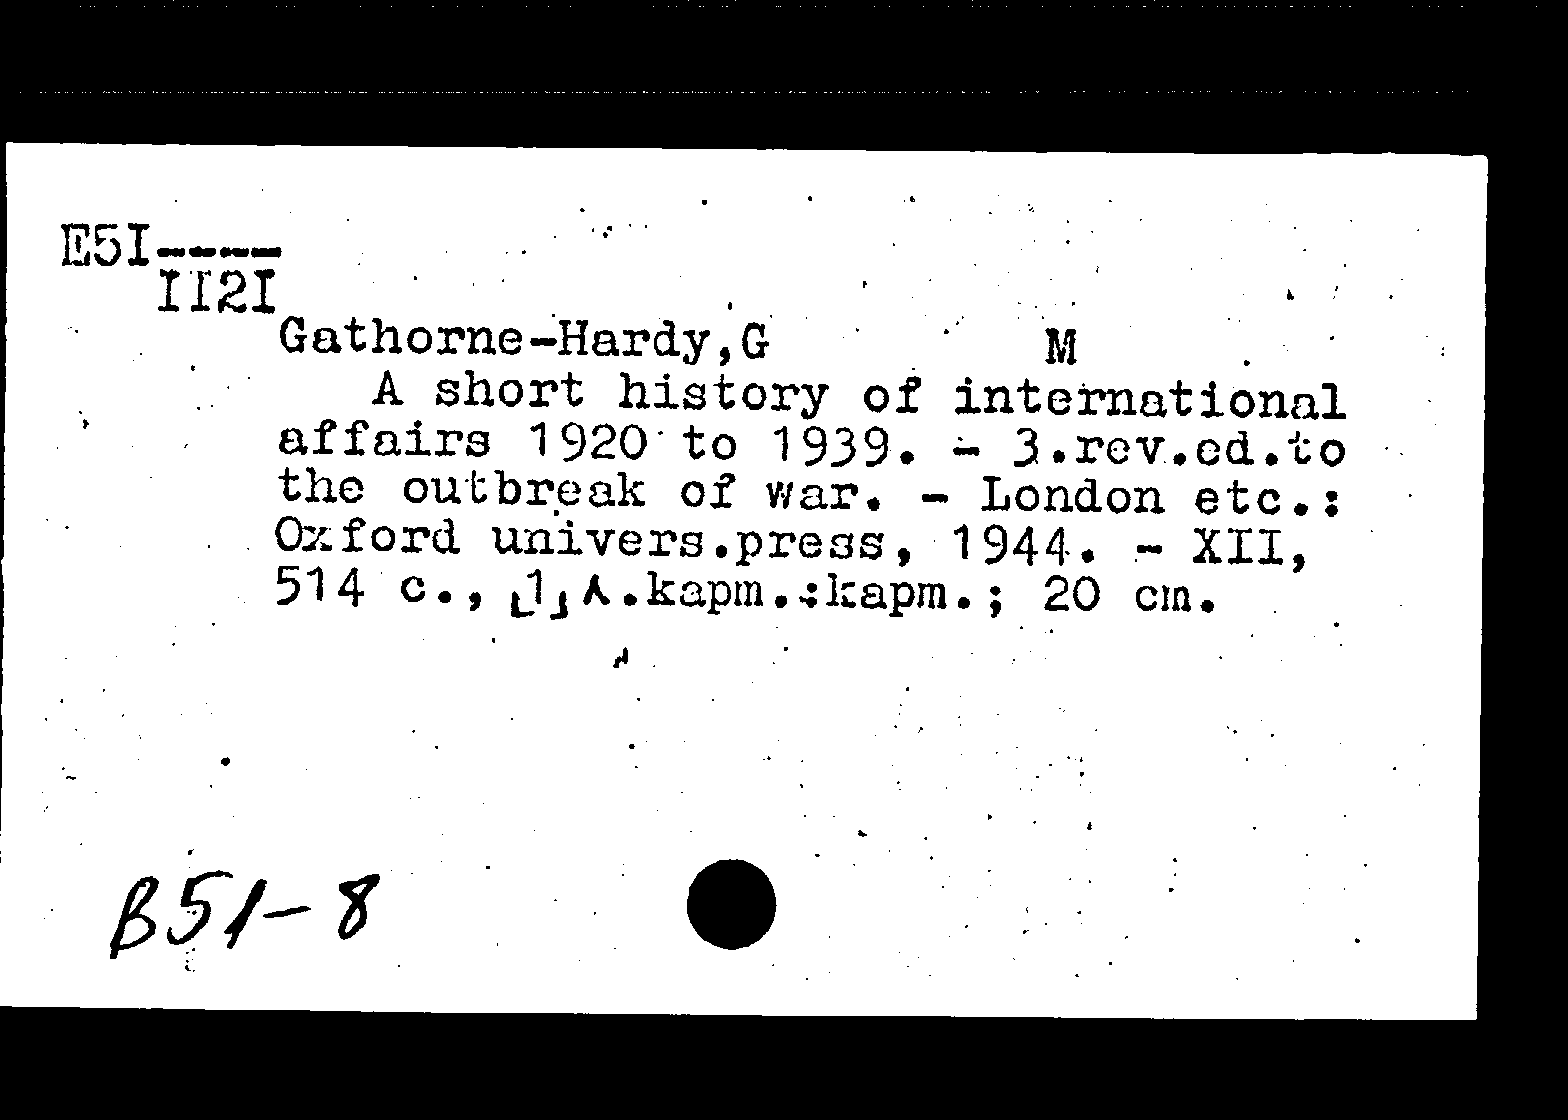 E5I----
II2I
Gathorne-Hardy,G M
A short history of international
affairs 1920 to 1939. - 3.rev.ed.to
the outbreak of war. - London etc.:
Oxford univers.press, 1944. - XII,
514 с., [1] л.карт.:карт.; 20 cm.
B51-8